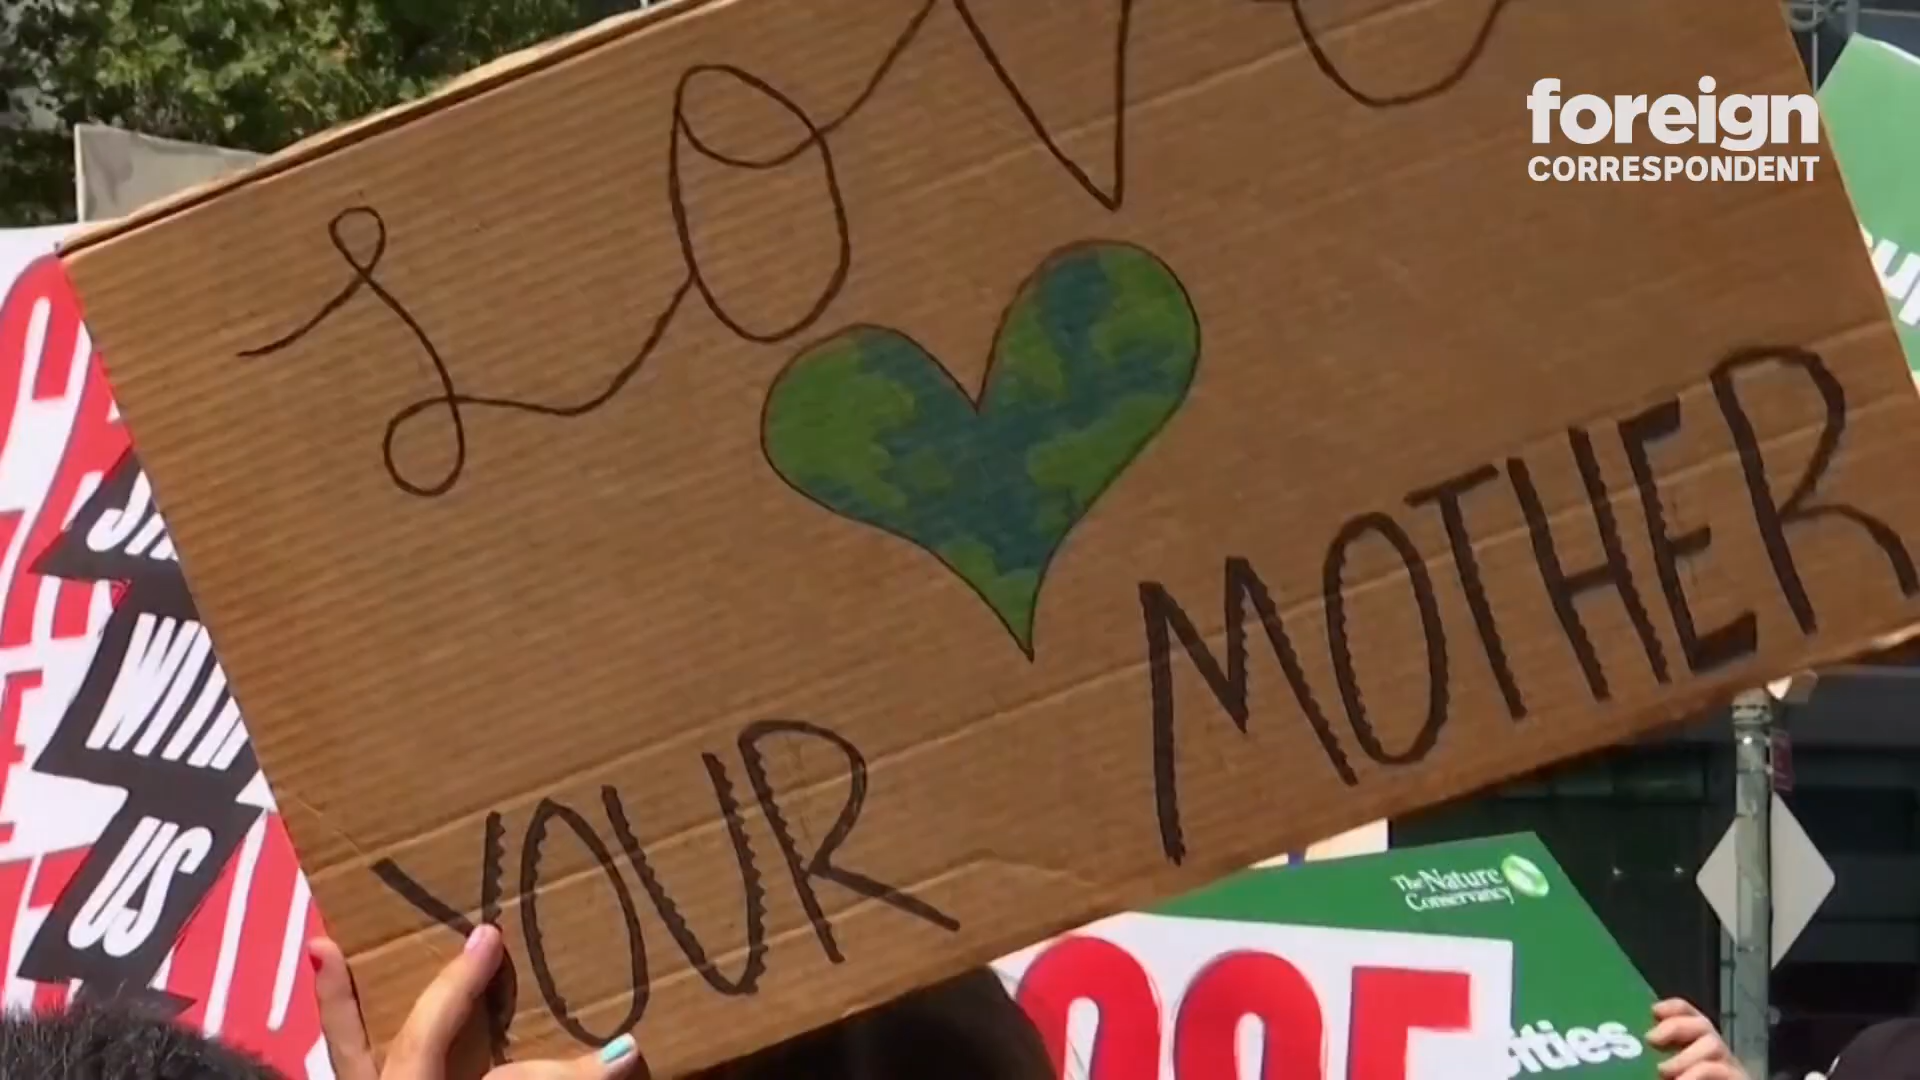 foreign
CORRESPONDENT
LOVE
YOUR MOTHER
WITH
US
The Nature
Conservancy